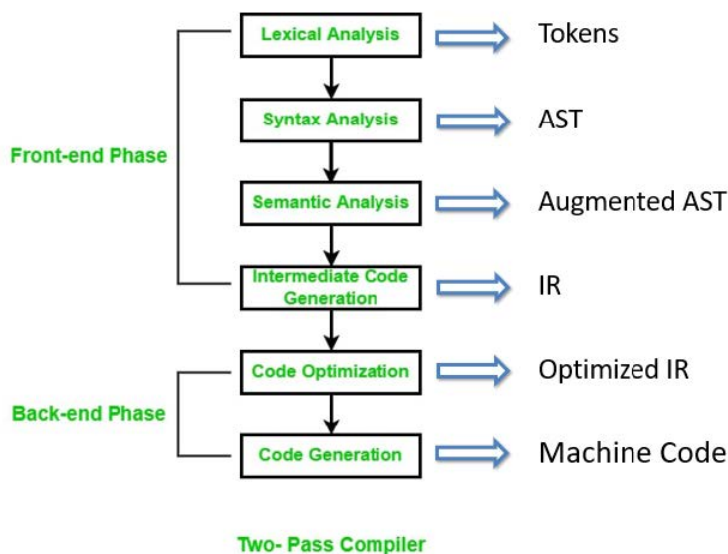 Lexical Analysis
Tokens
Syntax Analysis
AST
Front-end Phase
Semantic Analysis
Augmented AST
Intermediate Code
Generation
IR
Code Optimization
Optimized IR
Back-end Phase
Code Generation
Machine Code
Two- Pass Compiler